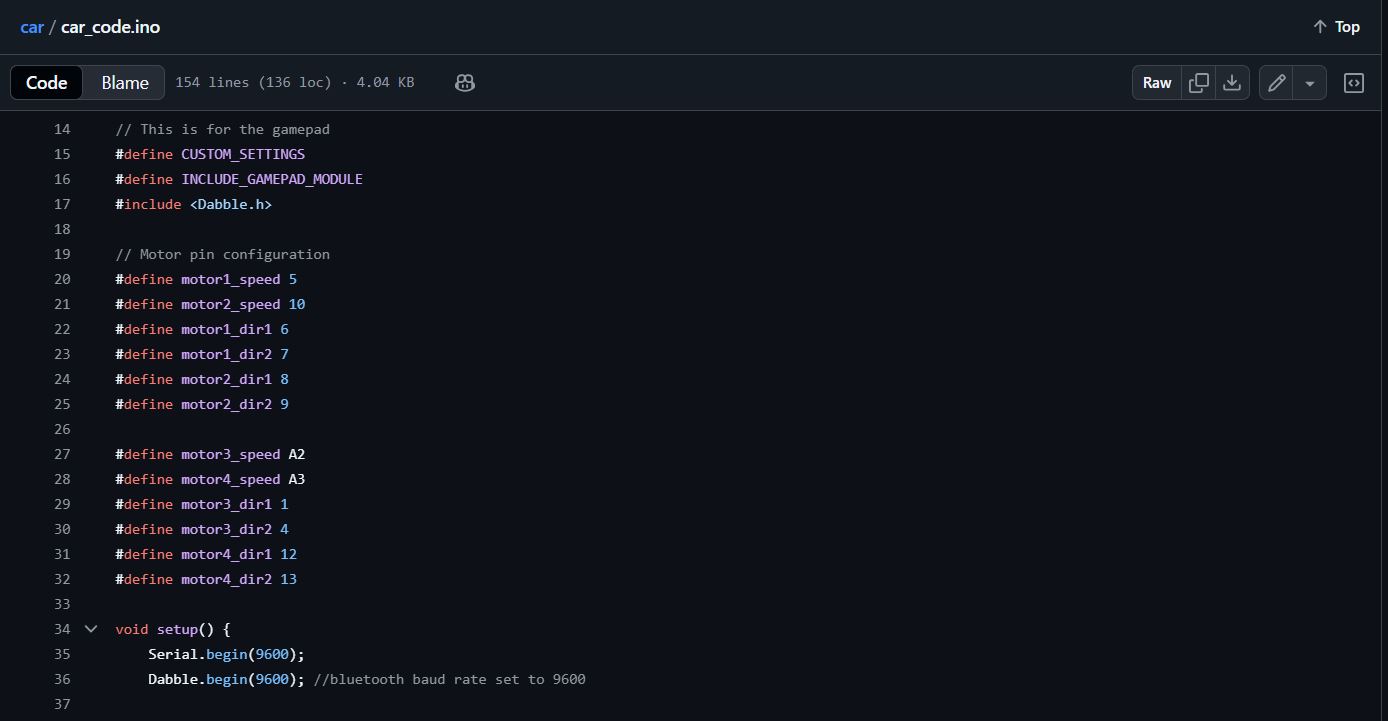 car / car_code.ino
Top
Code Blame 154 lines (136 loc) · 4.04 KB
Raw
14 // This is for the gamepad
15 #define CUSTOM_SETTINGS
16 #define INCLUDE_GAMEPAD_MODULE
17 #include <Dabble.h>
18
19 // Motor pin configuration
20 #define motor1_speed 5
21 #define motor2_speed 10
22 #define motor1_dir1 6
23 #define motor1_dir2 7
24 #define motor2_dir1 8
25 #define motor2_dir2 9
26
27 #define motor3_speed A2
28 #define motor4_speed A3
29 #define motor3_dir1 1
30 #define motor3_dir2 4
31 #define motor4_dir1 12
32 #define motor4_dir2 13
33
34 void setup() {
35 Serial.begin(9600);
36 Dabble.begin(9600); //bluetooth baud rate set to 9600
37